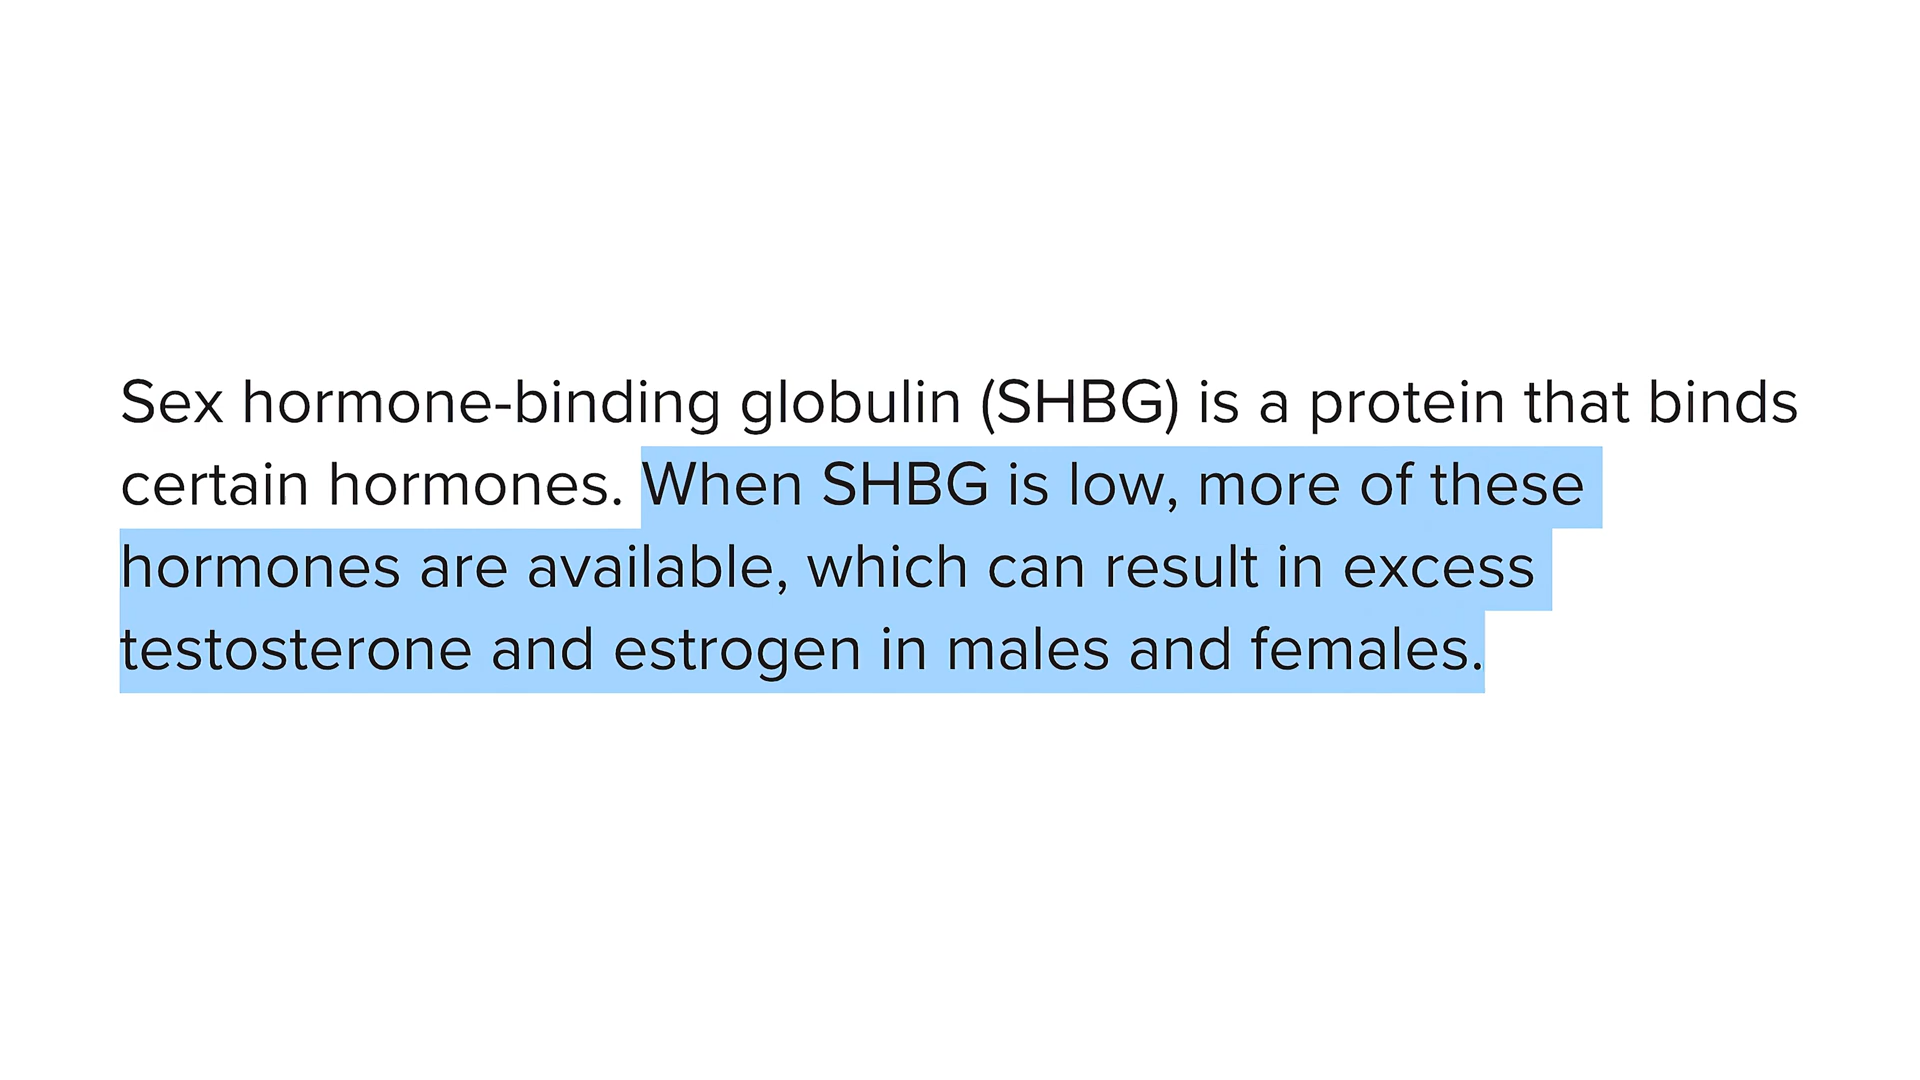 Sex hormone-binding globulin (SHBG) is a protein that binds
certain hormones. When SHBG is low, more of these
hormones are available, which can result in excess
testosterone and estrogen in males and females.